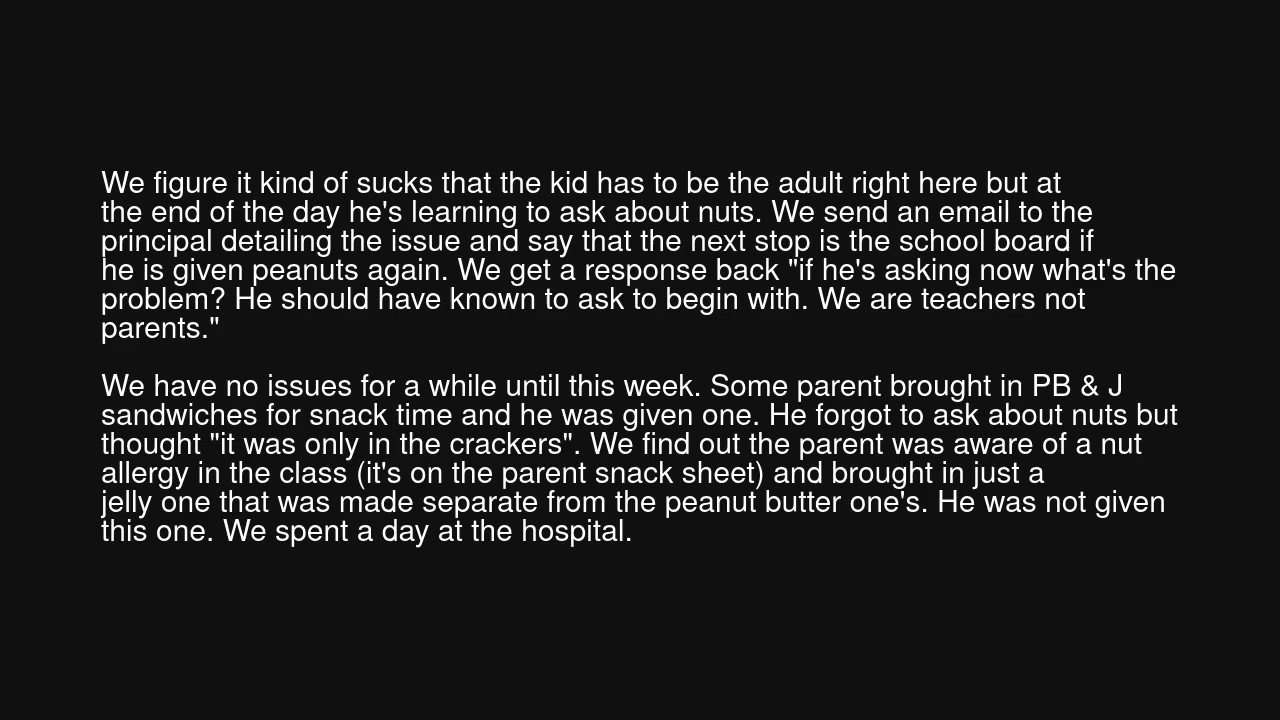 We figure it kind of sucks that the kid has to be the adult right here but at
the end of the day he's learning to ask about nuts. We send an email to the
principal detailing the issue and say that the next stop is the school board if
he is given peanuts again. We get a response back "if he's asking now what's the
problem? He should have known to ask to begin with. We are teachers not
parents."
We have no issues for a while until this week. Some parent brought in PB & J
sandwiches for snack time and he was given one. He forgot to ask about nuts but
thought "it was only in the crackers". We find out the parent was aware of a nut
allergy in the class (it's on the parent snack sheet) and brought in just a
jelly one that was made separate from the peanut butter one's. He was not given
this one. We spent a day at the hospital.